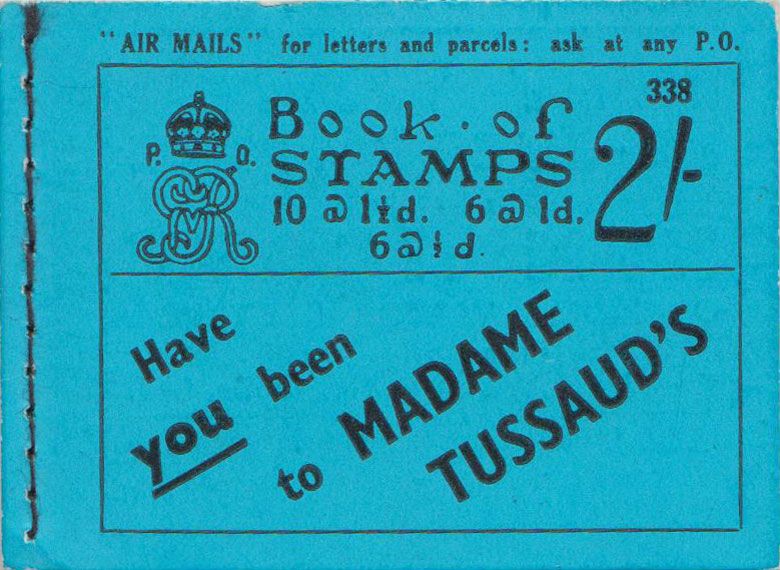 "AIR MAILS" for letters and parcels: ask at any P.O.
338
P. O.
GRVI
Book of
STAMPS
2/-
10 @ 1½d. 6 @ 1d.
6 @ ½d.
Have
you been
to MADAME
TUSSAUD'S